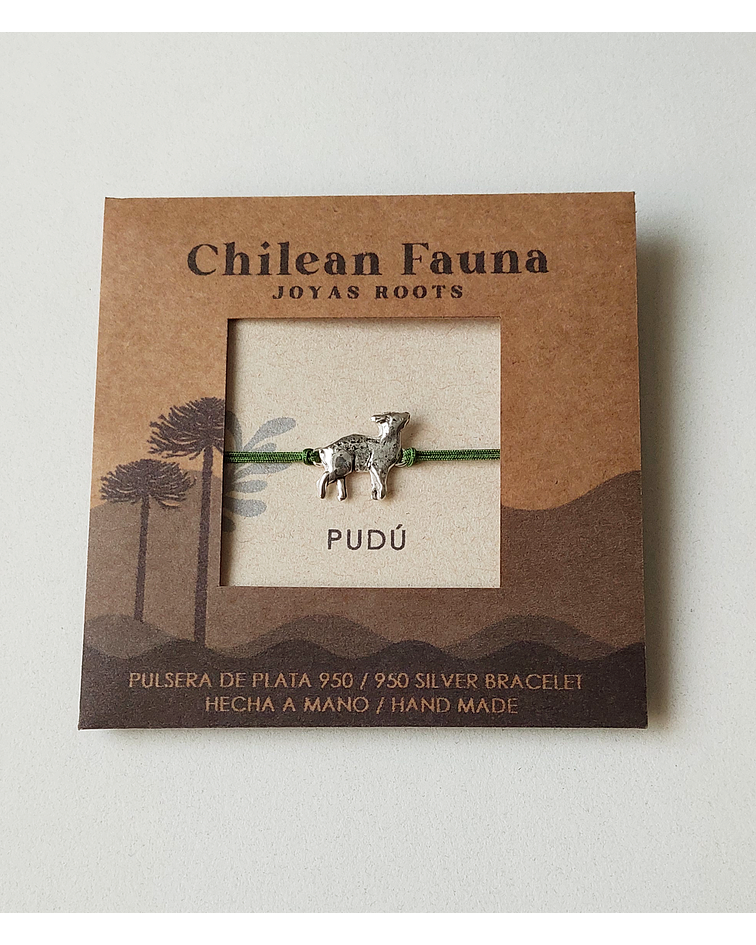 Chilean Fauna
JOYAS ROOTS
PUDÚ
PULSERA DE PLATA 950 / 950 SILVER BRACELET
HECHA A MANO / HAND MADE